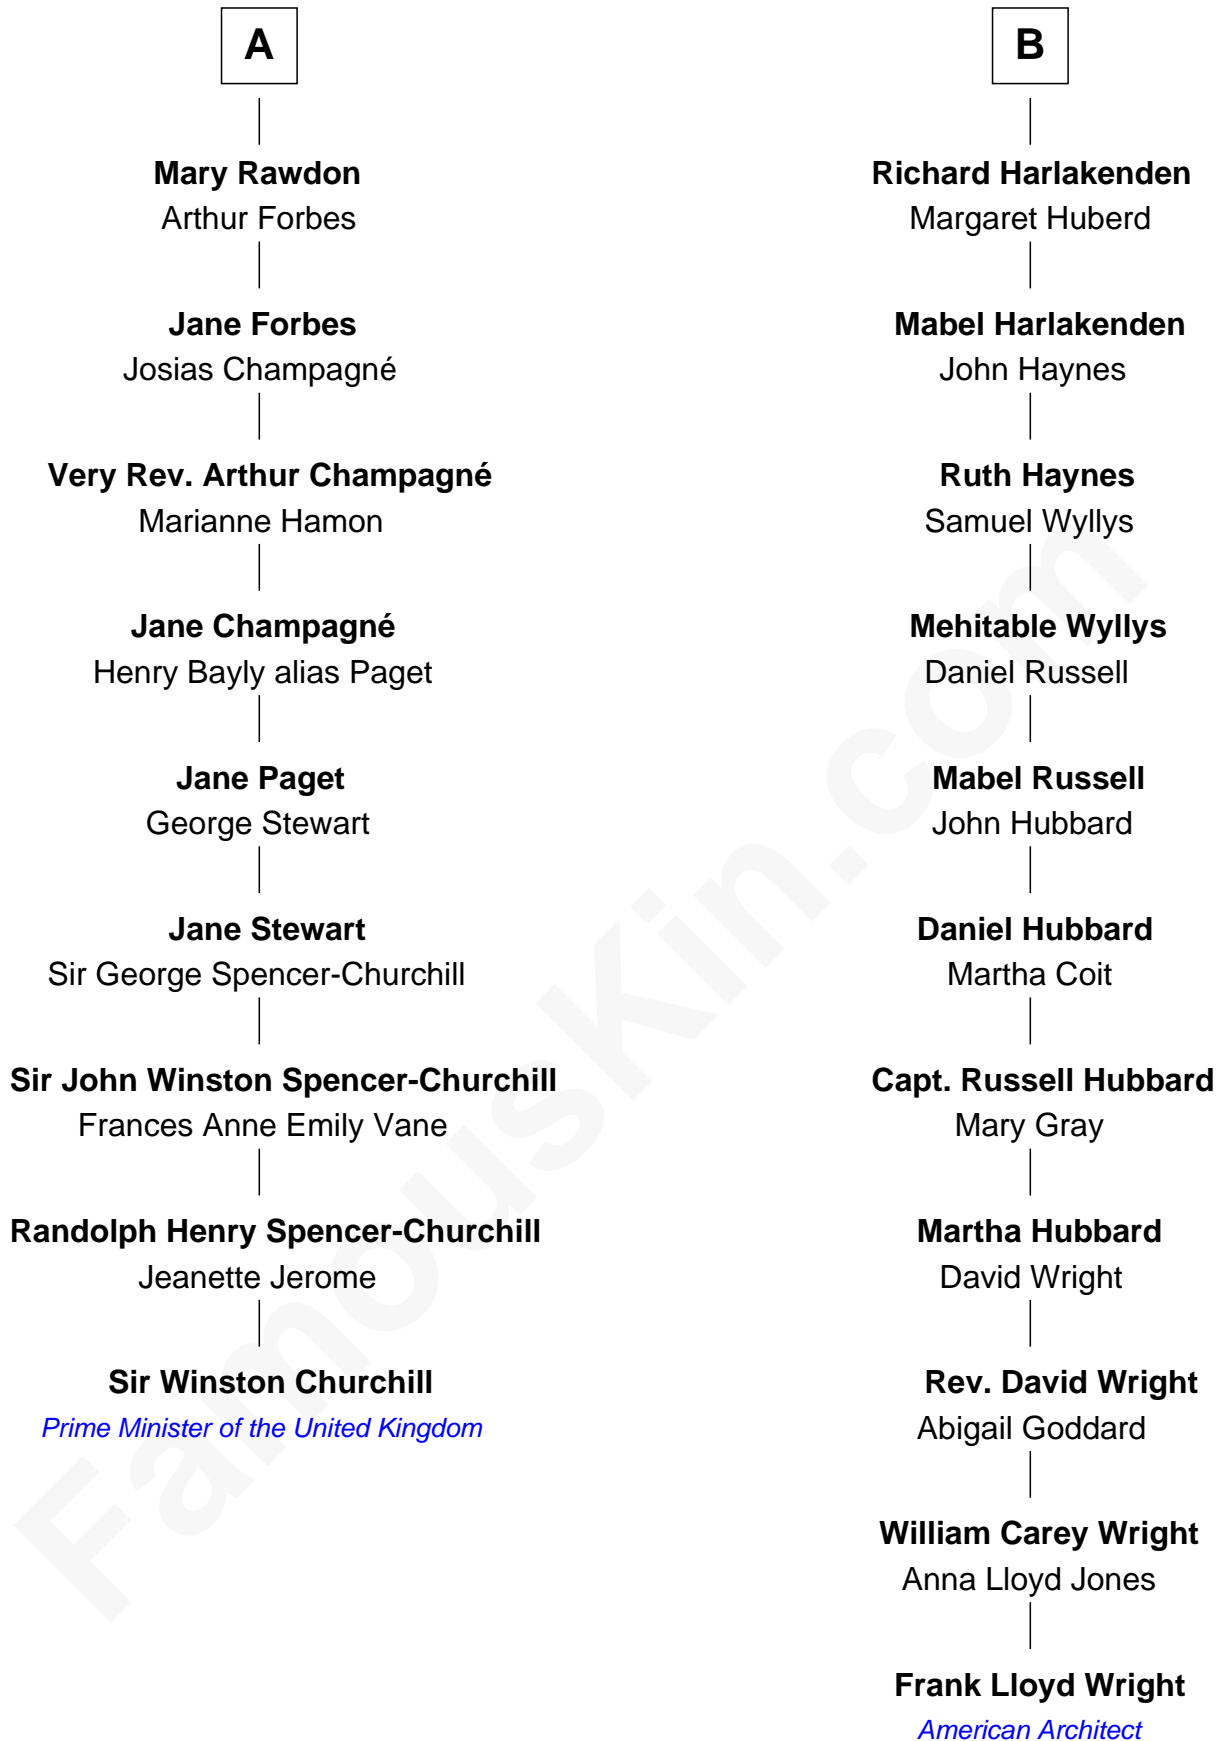 A
Mary Rawdon
Arthur Forbes
Jane Forbes
Josias Champagné
Very Rev. Arthur Champagné
Marianne Hamon
Jane Champagné
Henry Bayly alias Paget
Jane Paget
George Stewart
Jane Stewart
Sir George Spencer-Churchill
Sir John Winston Spencer-Churchill
Frances Anne Emily Vane
Randolph Henry Spencer-Churchill
Jeanette Jerome
Sir Winston Churchill
Prime Minister of the United Kingdom
B
Richard Harlakenden
Margaret Huberd
Mabel Harlakenden
John Haynes
Ruth Haynes
Samuel Wyllys
Mehitable Wyllys
Daniel Russell
Mabel Russell
John Hubbard
Daniel Hubbard
Martha Coit
Capt. Russell Hubbard
Mary Gray
Martha Hubbard
David Wright
Rev. David Wright
Abigail Goddard
William Carey Wright
Anna Lloyd Jones
Frank Lloyd Wright
American Architect
FamousKin.com